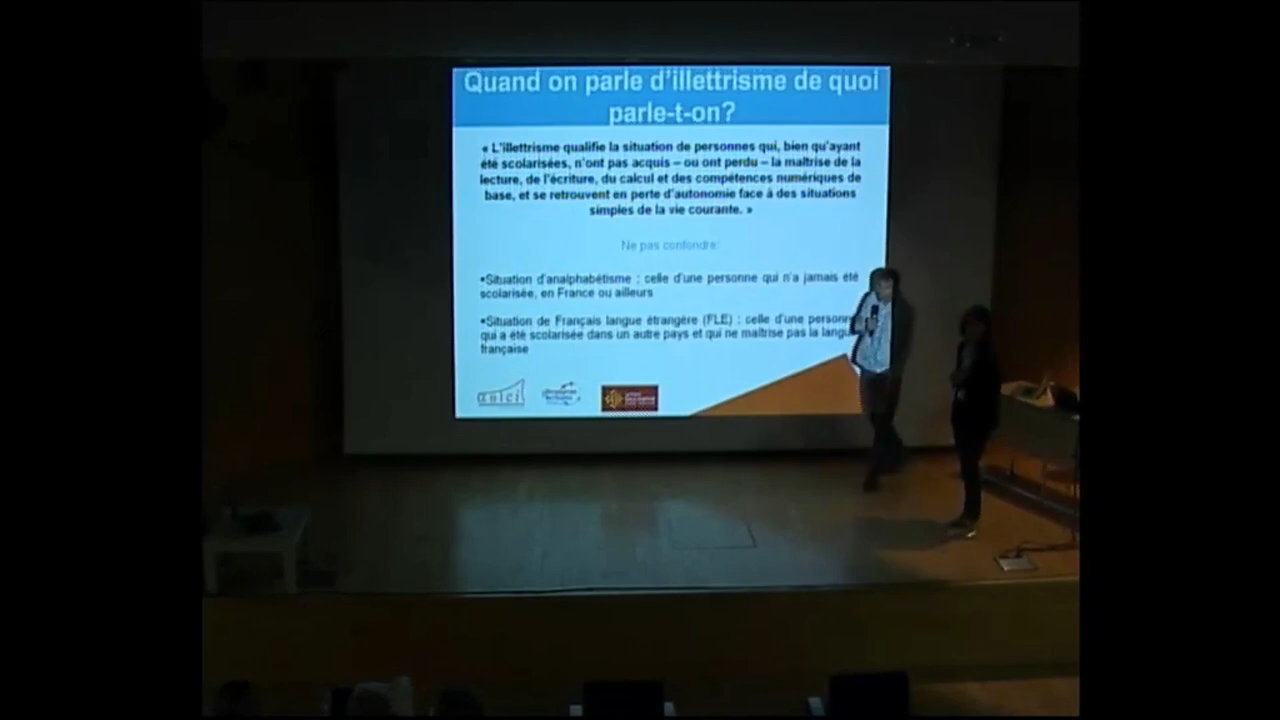 Quand on parle d'illettrisme de quoi
parle-t-on?
« L'illettrisme qualifie la situation de personnes qui, bien qu'ayant
été scolarisées, n'ont pas acquis – ou ont perdu – la maîtrise de la
lecture, de l'écriture, du calcul et des compétences numériques de
base, et se retrouvent en perte d'autonomie face à des situations
simples de la vie courante. »
Ne pas confondre:
•Situation d'analphabétisme : celle d'une personne qui n'a jamais été
scolarisée, en France ou ailleurs
•Situation de Français langue étrangère (FLE) : celle d'une personne
qui a été scolarisée dans un autre pays et qui ne maîtrise pas la langue
française
anlci